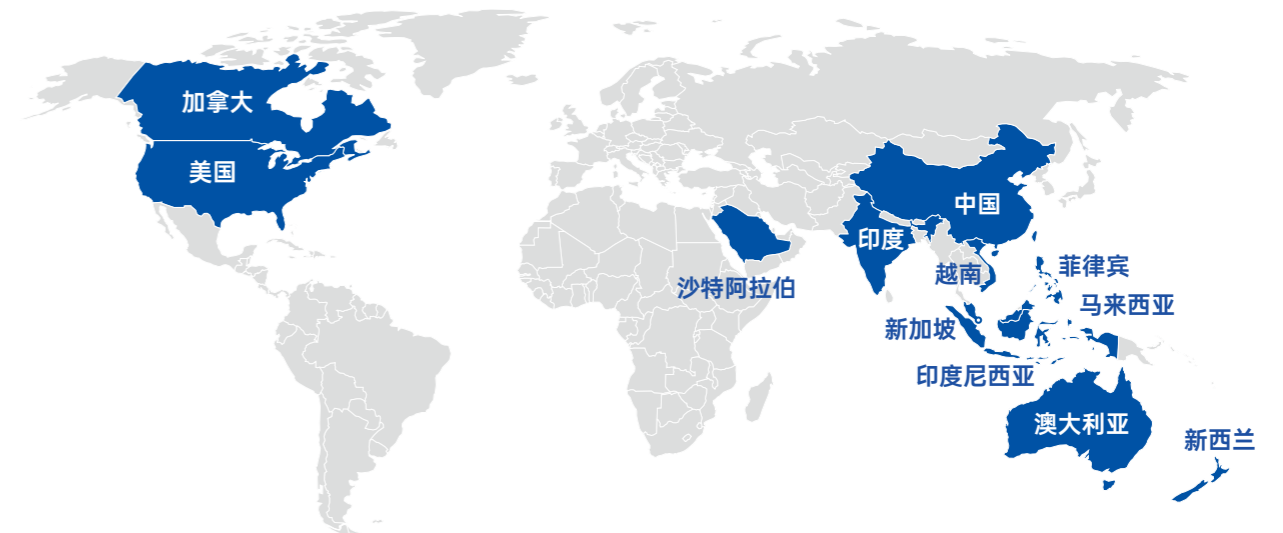 加拿大
美国
中国
印度
越南
菲律宾
沙特阿拉伯
马来西亚
新加坡
印度尼西亚
澳大利亚
新西兰